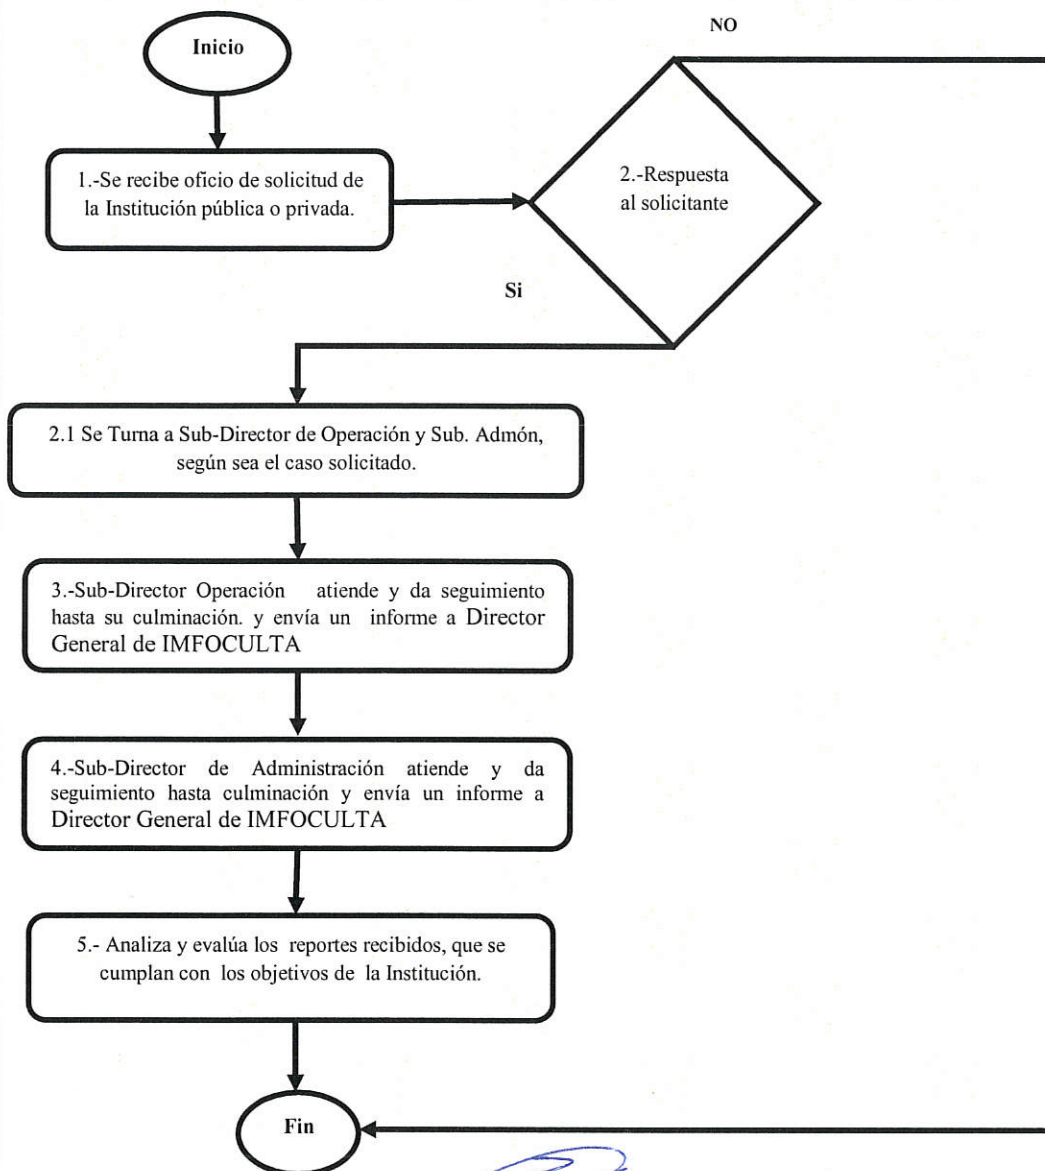 Inicio
NO
1.-Se recibe oficio de solicitud de
la Institución pública o privada.
2.-Respuesta
al solicitante
Si
2.1 Se Turna a Sub-Director de Operación y Sub. Admón,
según sea el caso solicitado.
3.-Sub-Director Operación atiende y da seguimiento
hasta su culminación. y envía un informe a Director
General de IMFOCULTA
4.-Sub-Director de Administración atiende y da
seguimiento hasta culminación y envía un informe a
Director General de IMFOCULTA
5.- Analiza y evalúa los reportes recibidos, que se
cumplan con los objetivos de la Institución.
Fin